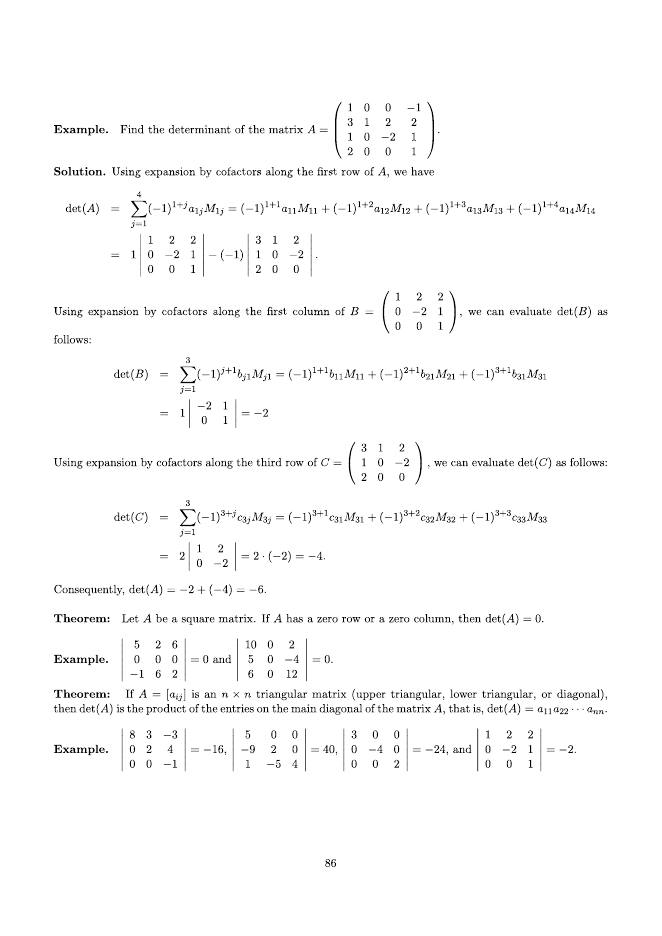 Example. Find the determinant of the matrix A = ( 1 0 0 −1 ; 3 1 2 2 ; 1 0 −2 1 ; 2 0 0 1 ).
Solution. Using expansion by cofactors along the first row of A, we have
det(A) = ∑_{j=1}^{4} (−1)^{1+j} a_{1j}M_{1j} = (−1)^{1+1}a_{11}M_{11} + (−1)^{1+2}a_{12}M_{12} + (−1)^{1+3}a_{13}M_{13} + (−1)^{1+4}a_{14}M_{14}
= 1 | 1 2 2 ; 0 −2 1 ; 0 0 1 | − (−1) | 3 1 2 ; 1 0 −2 ; 2 0 0 |.
Using expansion by cofactors along the first column of B = ( 1 2 2 ; 0 −2 1 ; 0 0 1 ), we can evaluate det(B) as
follows:
det(B) = ∑_{j=1}^{3} (−1)^{j+1} b_{j1}M_{j1} = (−1)^{1+1}b_{11}M_{11} + (−1)^{2+1}b_{21}M_{21} + (−1)^{3+1}b_{31}M_{31}
= 1 | −2 1 ; 0 1 | = −2
Using expansion by cofactors along the third row of C = ( 3 1 2 ; 1 0 −2 ; 2 0 0 ), we can evaluate det(C) as follows:
det(C) = ∑_{j=1}^{3} (−1)^{3+j} c_{3j}M_{3j} = (−1)^{3+1}c_{31}M_{31} + (−1)^{3+2}c_{32}M_{32} + (−1)^{3+3}c_{33}M_{33}
= 2 | 1 2 ; 0 −2 | = 2 · (−2) = −4.
Consequently, det(A) = −2 + (−4) = −6.
Theorem: Let A be a square matrix. If A has a zero row or a zero column, then det(A) = 0.
Example. | 5 2 6 ; 0 0 0 ; −1 6 2 | = 0 and | 10 0 2 ; 5 0 −4 ; 6 0 12 | = 0.
Theorem: If A = [a_{ij}] is an n × n triangular matrix (upper triangular, lower triangular, or diagonal),
then det(A) is the product of the entries on the main diagonal of the matrix A, that is, det(A) = a_{11}a_{22} ··· a_{nn}.
Example. | 8 3 −3 ; 0 2 4 ; 0 0 −1 | = −16, | 5 0 0 ; −9 2 0 ; 1 −5 4 | = 40, | 3 0 0 ; 0 −4 0 ; 0 0 2 | = −24, and | 1 2 2 ; 0 −2 1 ; 0 0 1 | = −2.
86